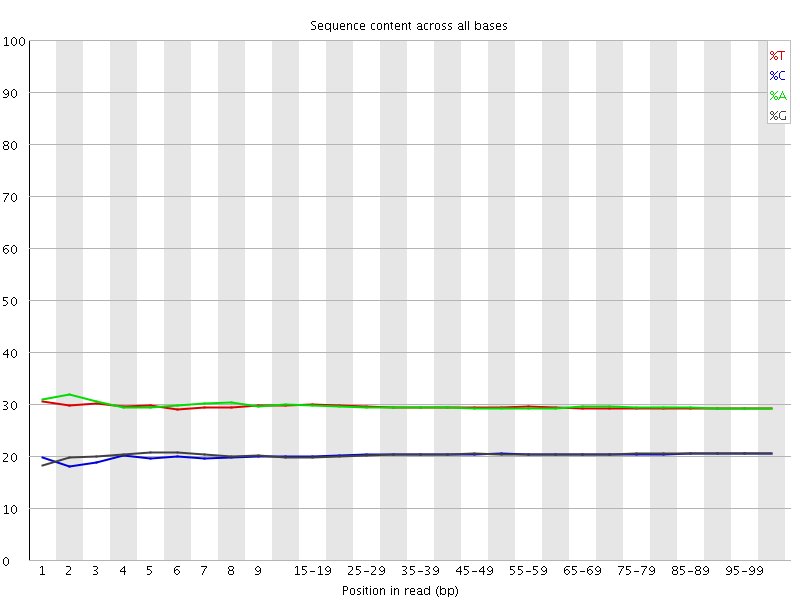 Sequence content across all bases
100
90
80
70
60
50
40
30
20
10
0
%T
%C
%A
%G
1 2 3 4 5 6 7 8 9 15-19 25-29 35-39 45-49 55-59 65-69 75-79 85-89 95-99
Position in read (bp)